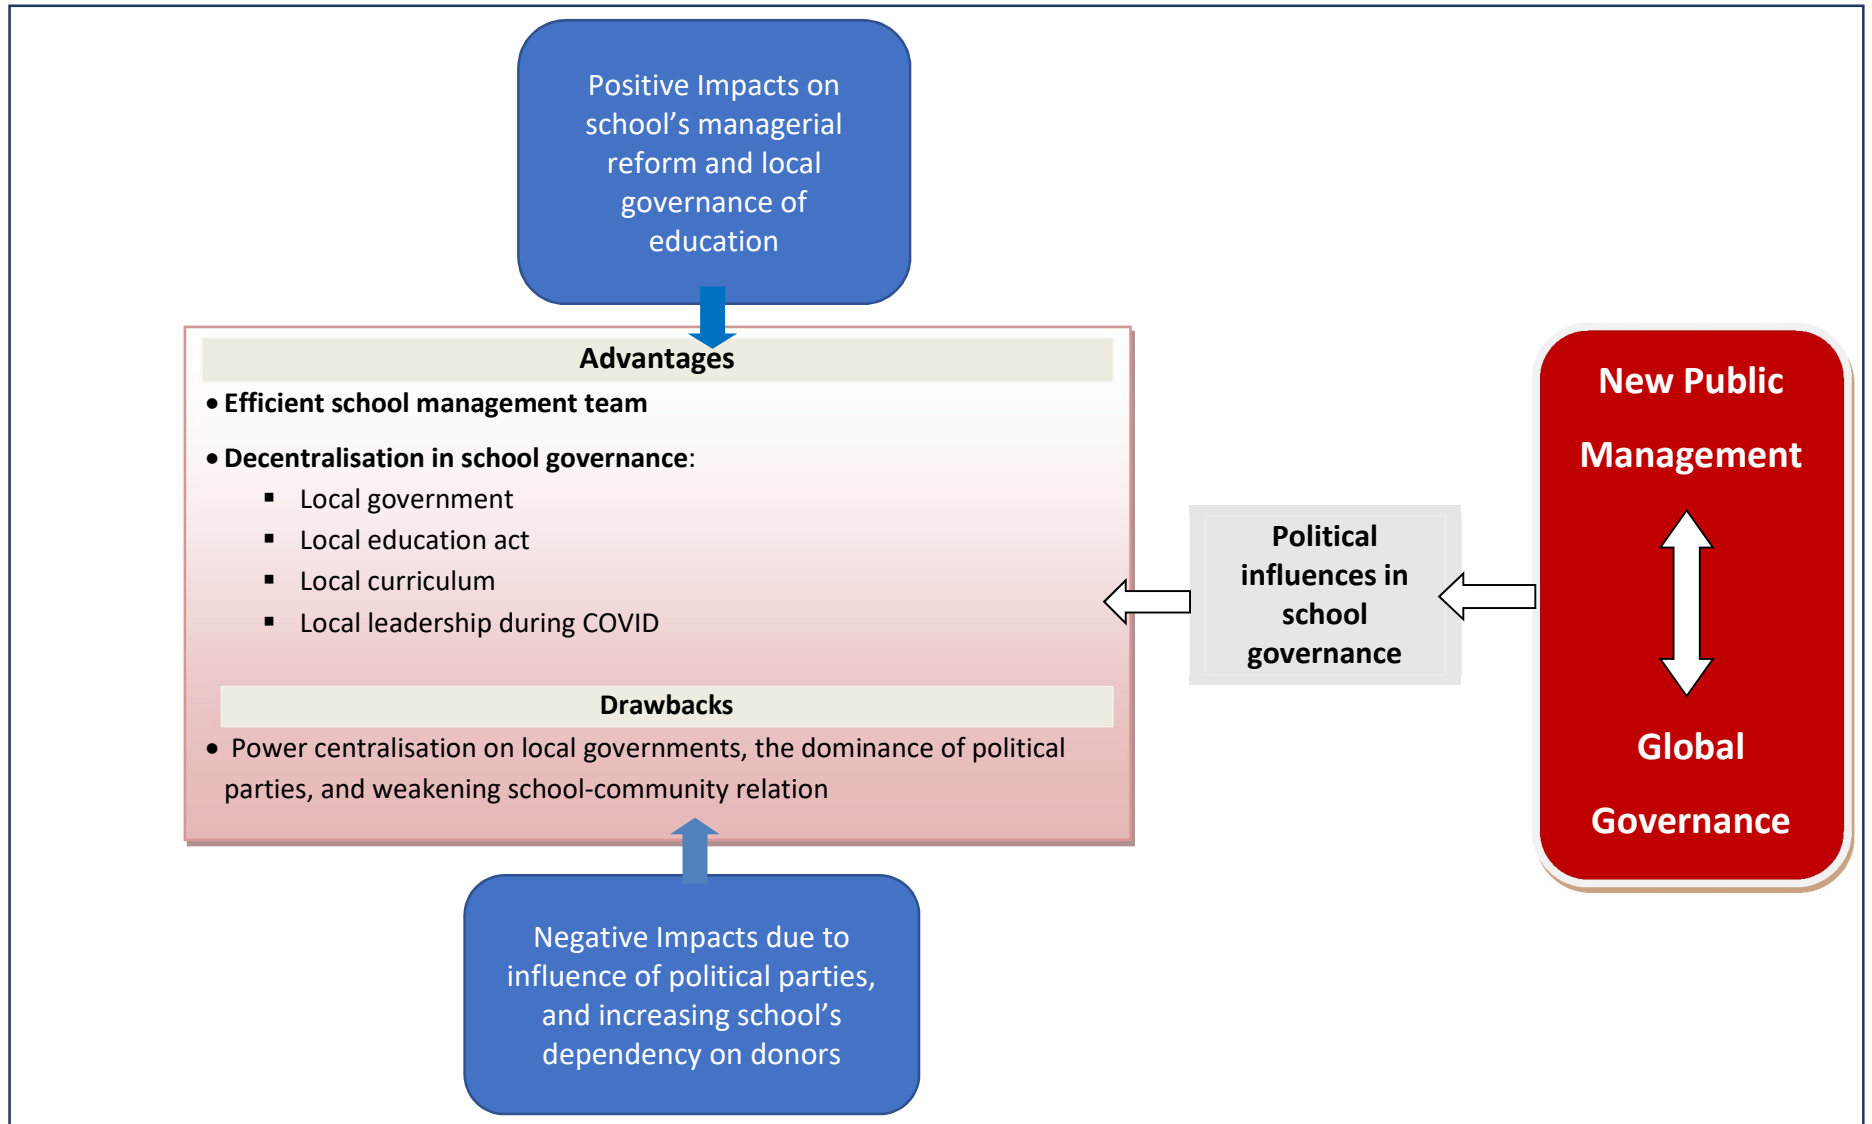 Positive Impacts on
school’s managerial
reform and local
governance of
education
Advantages
• Efficient school management team
• Decentralisation in school governance:
▪ Local government
▪ Local education act
▪ Local curriculum
▪ Local leadership during COVID
Drawbacks
• Power centralisation on local governments, the dominance of political
parties, and weakening school-community relation
Negative Impacts due to
influence of political parties,
and increasing school’s
dependency on donors
Political
influences in
school
governance
New Public
Management
Global
Governance